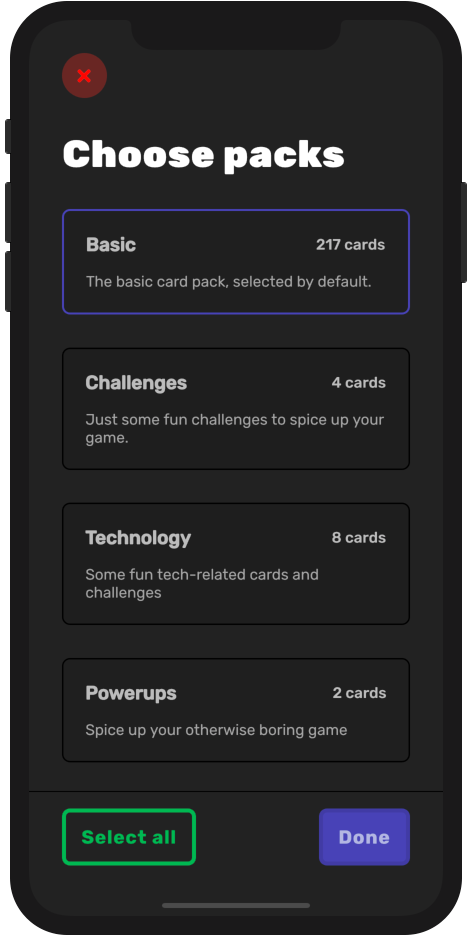 Choose packs
Basic 217 cards
The basic card pack, selected by default.
Challenges 4 cards
Just some fun challenges to spice up your
game.
Technology 8 cards
Some fun tech-related cards and
challenges
Powerups 2 cards
Spice up your otherwise boring game
Select all Done